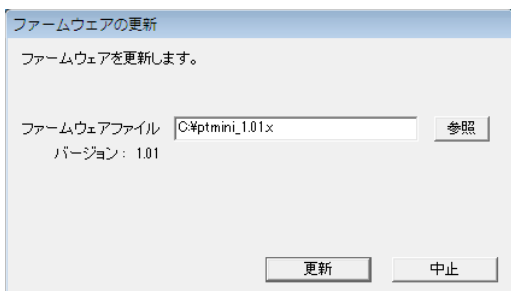 ファームウェアの更新
ファームウェアを更新します。
ファームウェアファイル C:¥ptmini_1.01.x 参照
バージョン： 1.01
更新 中止